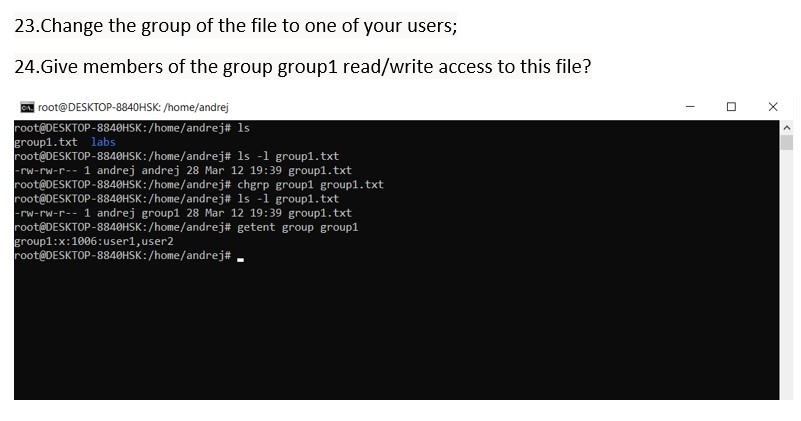 23.Change the group of the file to one of your users;
24.Give members of the group group1 read/write access to this file?
root@DESKTOP-8840HSK: /home/andrej
root@DESKTOP-8840HSK:/home/andrej# ls
group1.txt labs
root@DESKTOP-8840HSK:/home/andrej# ls -l group1.txt
-rw-rw-r-- 1 andrej andrej 28 Mar 12 19:39 group1.txt
root@DESKTOP-8840HSK:/home/andrej# chgrp group1 group1.txt
root@DESKTOP-8840HSK:/home/andrej# ls -l group1.txt
-rw-rw-r-- 1 andrej group1 28 Mar 12 19:39 group1.txt
root@DESKTOP-8840HSK:/home/andrej# getent group group1
group1:x:1006:user1,user2
root@DESKTOP-8840HSK:/home/andrej#